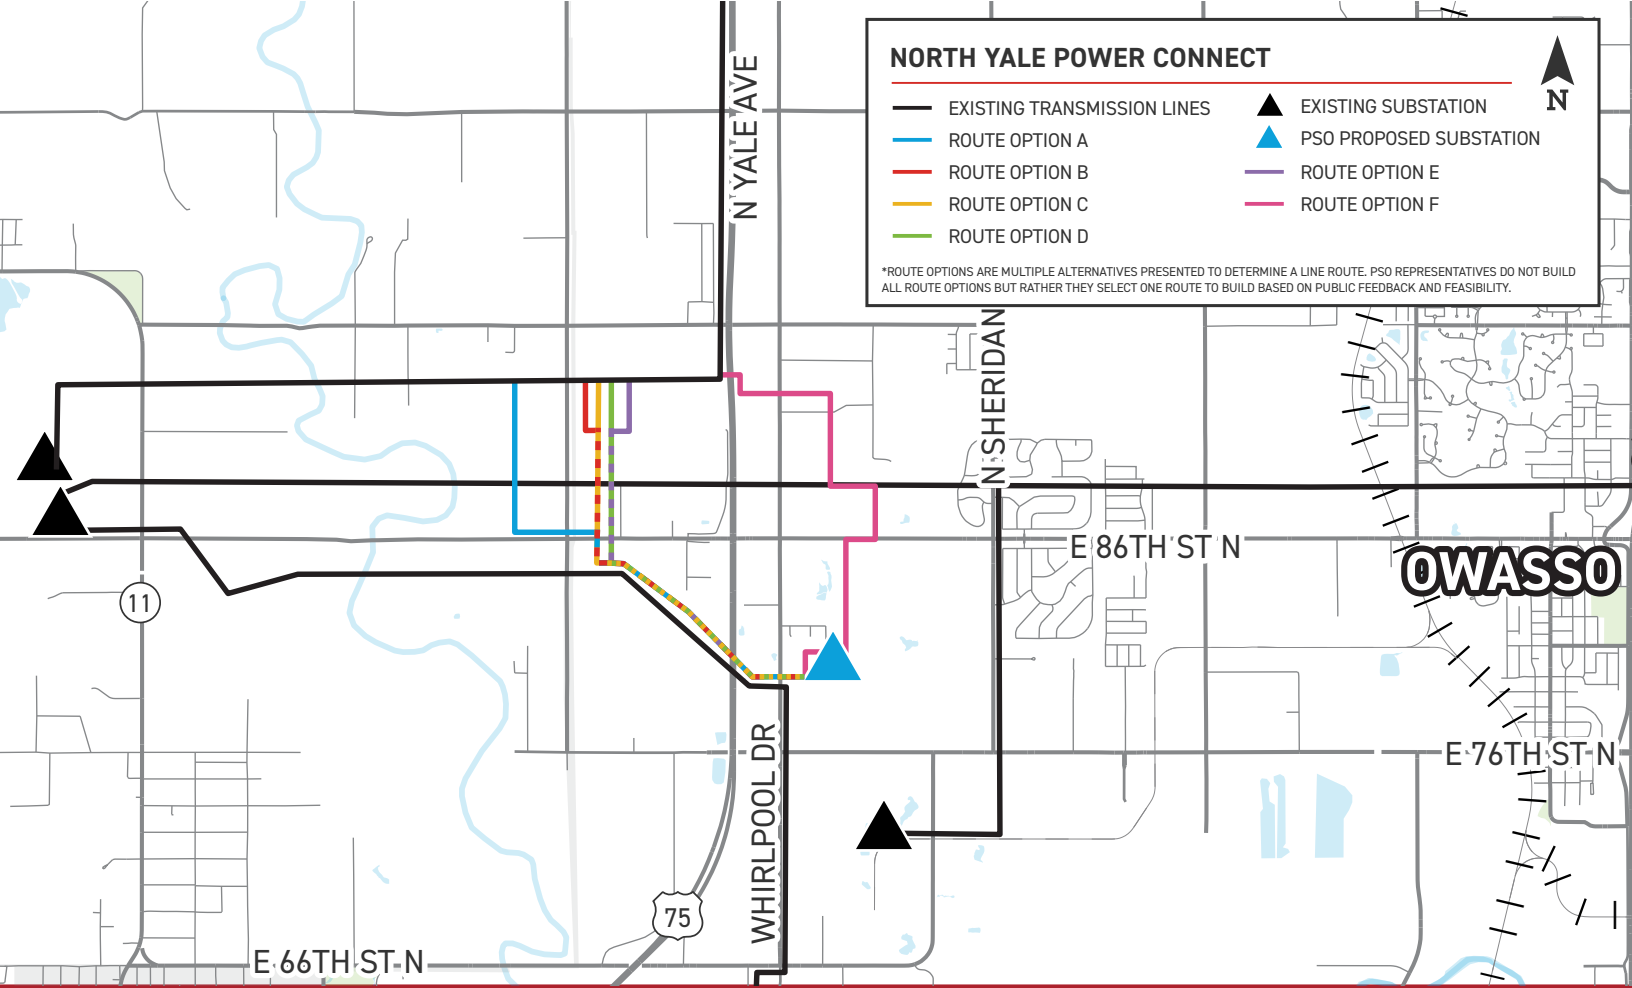 NORTH YALE POWER CONNECT
N
EXISTING TRANSMISSION LINES
ROUTE OPTION A
ROUTE OPTION B
ROUTE OPTION C
ROUTE OPTION D
EXISTING SUBSTATION
PSO PROPOSED SUBSTATION
ROUTE OPTION E
ROUTE OPTION F
*ROUTE OPTIONS ARE MULTIPLE ALTERNATIVES PRESENTED TO DETERMINE A LINE ROUTE. PSO REPRESENTATIVES DO NOT BUILD
ALL ROUTE OPTIONS BUT RATHER THEY SELECT ONE ROUTE TO BUILD BASED ON PUBLIC FEEDBACK AND FEASIBILITY.
N YALE AVE
N SHERIDAN
E 86TH ST N
OWASSO
11
E 76TH ST N
WHIRLPOOL DR
75
E 66TH ST N